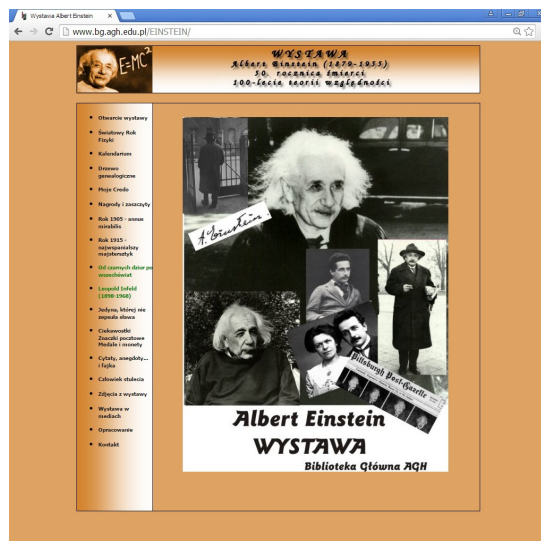 Wystawa Albert Einstein
www.bg.agh.edu.pl/EINSTEIN/
E=MC²
WYSTAWA
Albert Einstein (1879-1955)
50. rocznica śmierci
100-lecie teorii względności
Otwarcie wystawy
Światowy Rok
Fizyki
Kalendarium
Drzewo
genealogiczne
Moje Credo
Nagrody i zaszczyty
Rok 1905 - annus
mirabilis
Rok 1915 -
najwspanialszy
majstersztyk
Od czarnych dziur po
wszechświat
Leopold Infeld
(1898-1968)
Jedyna, której nie
zepsuła sława
Ciekawostki
Znaczki pocztowe
Medale i monety
Cytaty, anegdoty...
i fajka
Człowiek stulecia
Zdjęcia z wystawy
Wystawa w
mediach
Opracowanie
Kontakt
A. Einstein.
Pittsburgh Post-Gazette
Albert Einstein
WYSTAWA
Biblioteka Główna AGH